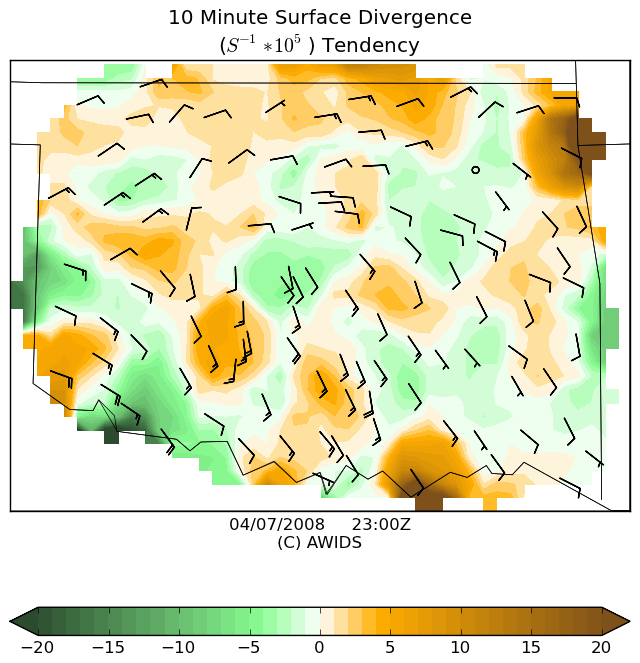 10 Minute Surface Divergence
($S^{-1} * 10^{5}$ ) Tendency
04/07/2008 23:00Z
(C) AWIDS
−20 −15 −10 −5 0 5 10 15 20